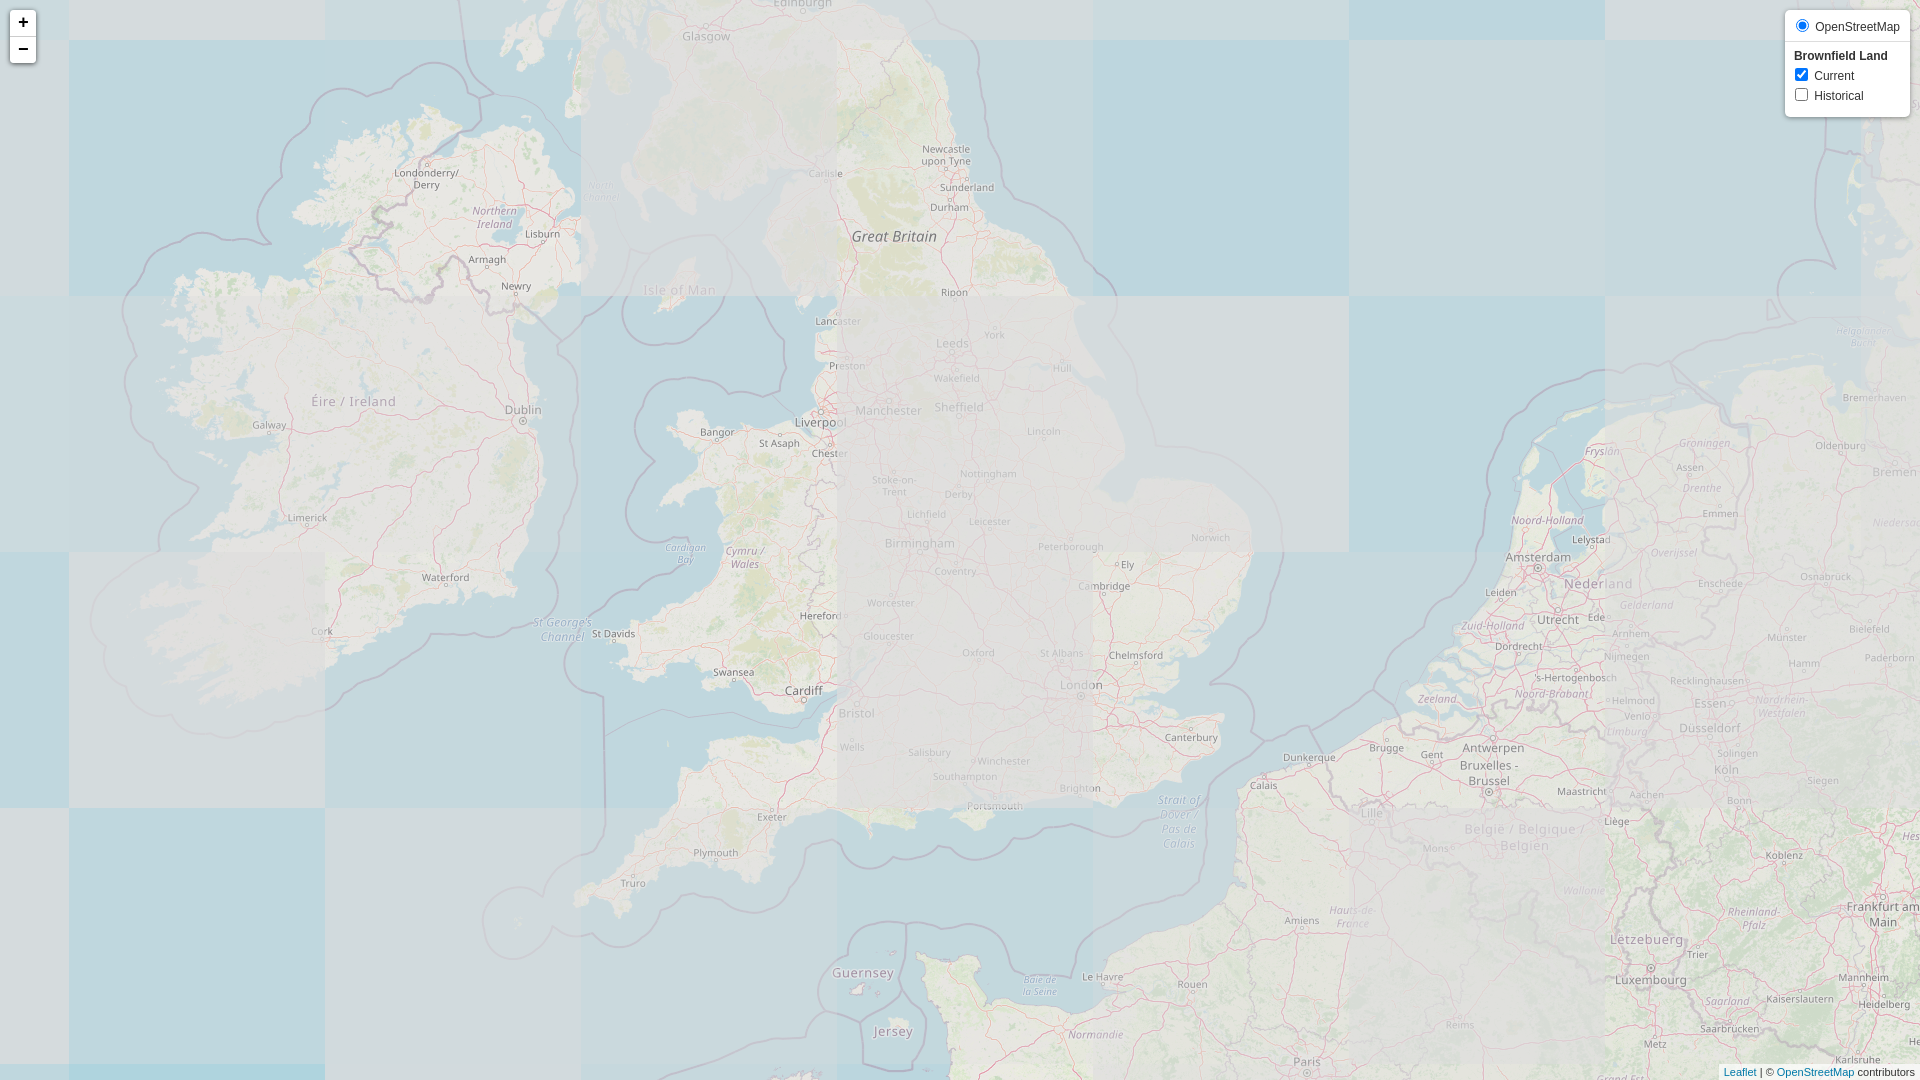 +
−
OpenStreetMap
Brownfield Land
Current
Historical
Edinburgh
Glasgow
Londonderry/
Derry
Northern
Ireland
Lisburn
Armagh
Newry
Carlisle
Newcastle
upon Tyne
Sunderland
Durham
Great Britain
Isle of Man
Ripon
Lancaster
York
Leeds
Preston
Hull
Wakefield
Manchester
Sheffield
Liverpool
Lincoln
Bangor
St Asaph
Chester
Éire / Ireland
Dublin
Galway
Limerick
Waterford
Cork
Stoke-on-
Trent
Nottingham
Derby
Lichfield
Leicester
Birmingham
Peterborough
Norwich
Coventry
Ely
Cambridge
Cardigan
Bay
Cymru /
Wales
Worcester
Hereford
St George's
Channel
St Davids
Gloucester
Oxford
St Albans
Chelmsford
Swansea
Cardiff
London
Bristol
Wells
Salisbury
Winchester
Southampton
Canterbury
Brighton
Portsmouth
Exeter
Plymouth
Truro
Strait of
Dover /
Pas de
Calais
Dunkerque
Calais
Brugge
Gent
Antwerpen
Bruxelles -
Brussel
Maastricht
Lille
België / Belgique /
Belgien
Mons
Liège
Wallonie
Helgoländer
Bucht
Bremerhaven
Groningen
Oldenburg
Fryslân
Assen
Bremen
Drenthe
Emmen
Noord-Holland
Niedersac
Lelystad
Amsterdam
Overijssel
Nederland
Enschede
Osnabrück
Leiden
Gelderland
Utrecht
Ede
Zuid-Holland
Arnhem
Münster
Bielefeld
Dordrecht
Nijmegen
Hamm
Paderborn
's-Hertogenbosch
Recklinghausen
Zeeland
Noord-Brabant
Helmond
Essen
Nordrhein-
Westfalen
Venlo
Limburg
Düsseldorf
Solingen
Köln
Siegen
Aachen
Bonn
Hes
Koblenz
Amiens
Hauts-de-
France
Rheinland-
Pfalz
Frankfurt am
Main
Lëtzebuerg
Trier
Luxembourg
Mannheim
Saarland
Kaiserslautern
Heidelberg
Saarbrücken
Metz
Karlsruhe
He
Guernsey
Jersey
Baie de
la Seine
Le Havre
Rouen
Normandie
Reims
Paris
Grand Est
Leaflet | © OpenStreetMap contributors